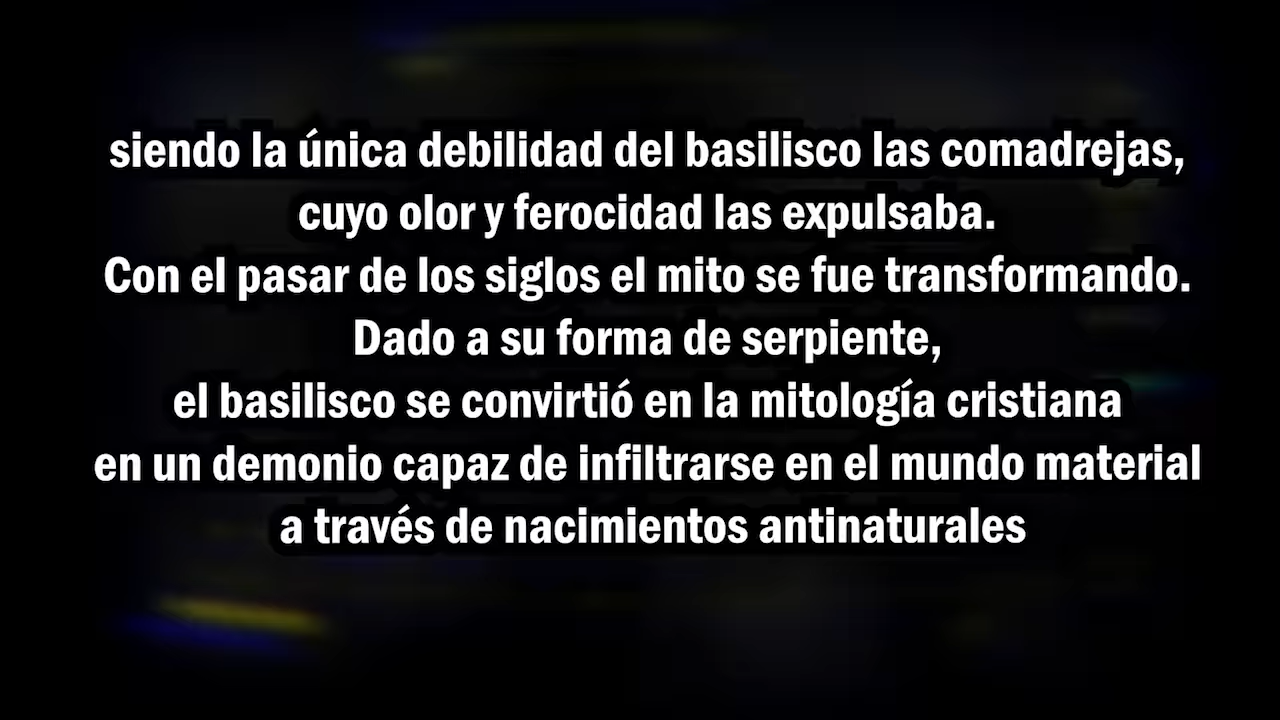 siendo la única debilidad del basilisco las comadrejas,
cuyo olor y ferocidad las expulsaba.
Con el pasar de los siglos el mito se fue transformando.
Dado a su forma de serpiente,
el basilisco se convirtió en la mitología cristiana
en un demonio capaz de infiltrarse en el mundo material
a través de nacimientos antinaturales